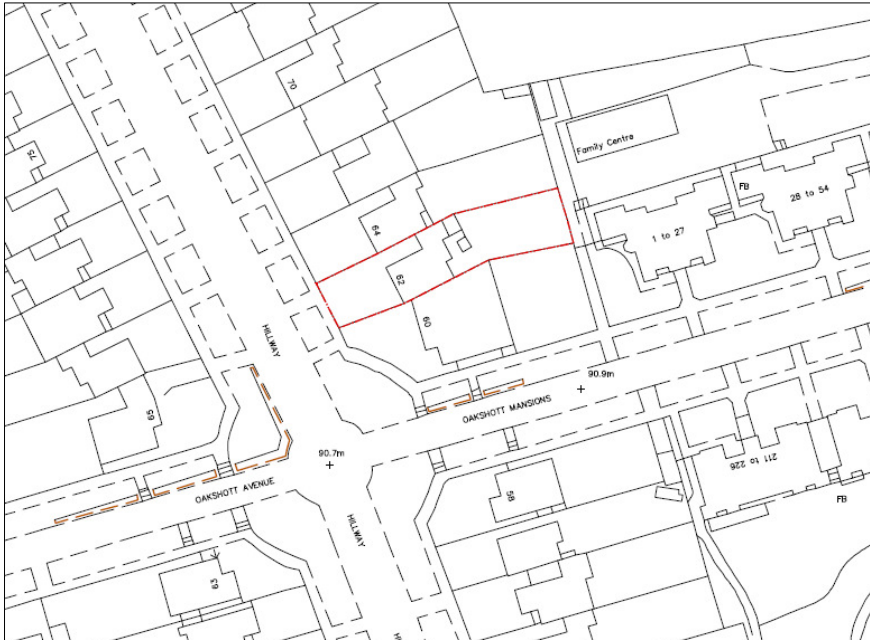 70
75
Family Centre
FB
28 to 54
64
1 to 27
62
60
HILLWAY
90.9m
OAKSHOTT MANSIONS
65
90.7m
211 to 226
OAKSHOTT AVENUE
58
FB
HILLWAY
63